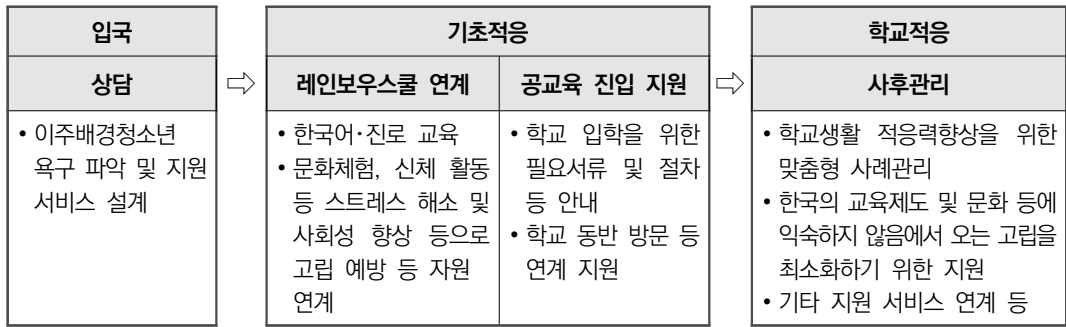 입국
상담
• 이주배경청소년
욕구 파악 및 지원
서비스 설계
⇨
기초적응
레인보우스쿨 연계
• 한국어·진로 교육
• 문화체험, 신체 활동
등 스트레스 해소 및
사회성 향상 등으로
고립 예방 등 자원
연계
공교육 진입 지원
• 학교 입학을 위한
필요서류 및 절차
등 안내
• 학교 동반 방문 등
연계 지원
⇨
학교적응
사후관리
• 학교생활 적응력향상을 위한
맞춤형 사례관리
• 한국의 교육제도 및 문화 등에
익숙하지 않음에서 오는 고립을
최소화하기 위한 지원
• 기타 지원 서비스 연계 등